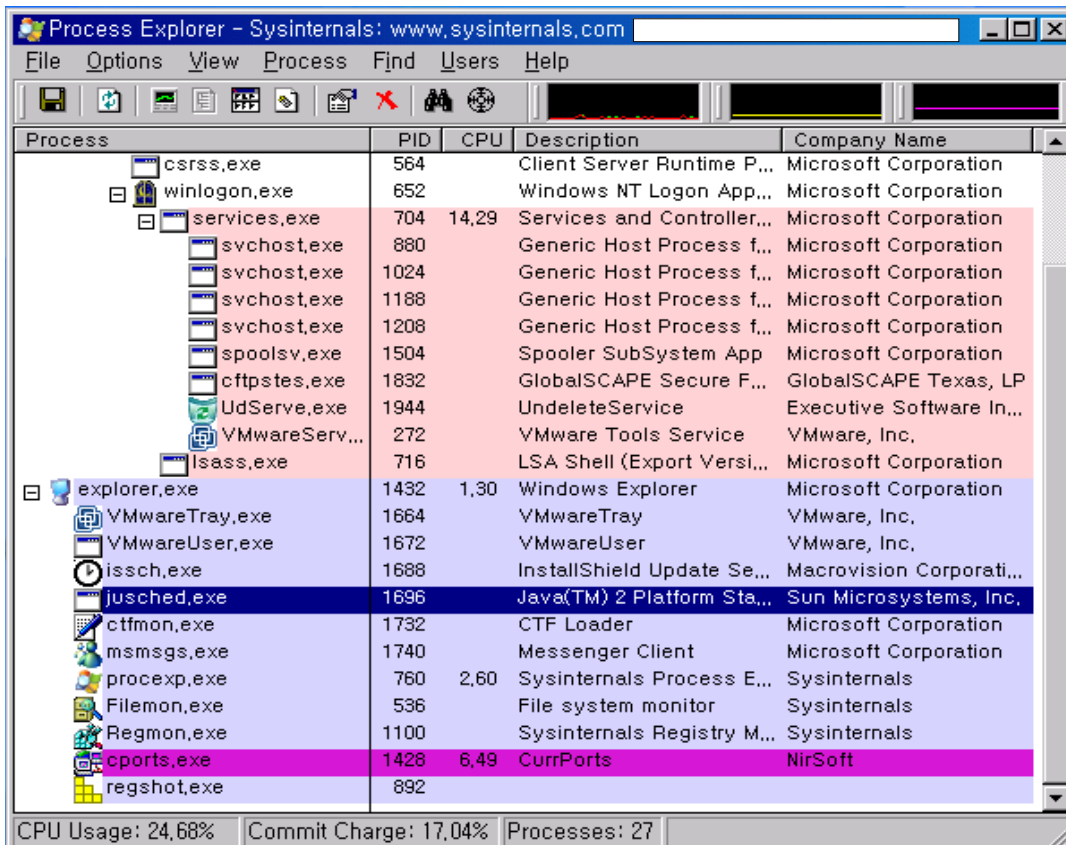 Process Explorer - Sysinternals: www.sysinternals.com
File Options View Process Find Users Help
Process PID CPU Description Company Name
csrss.exe 564 Client Server Runtime P... Microsoft Corporation
winlogon.exe 652 Windows NT Logon App... Microsoft Corporation
services.exe 704 14.29 Services and Controller... Microsoft Corporation
svchost.exe 880 Generic Host Process f... Microsoft Corporation
svchost.exe 1024 Generic Host Process f... Microsoft Corporation
svchost.exe 1188 Generic Host Process f... Microsoft Corporation
svchost.exe 1208 Generic Host Process f... Microsoft Corporation
spoolsv.exe 1504 Spooler SubSystem App Microsoft Corporation
cftpstes.exe 1832 GlobalSCAPE Secure F... GlobalSCAPE Texas, LP
UdServe.exe 1944 UndeleteService Executive Software In...
VMwareServ... 272 VMware Tools Service VMware, Inc.
lsass.exe 716 LSA Shell (Export Versi... Microsoft Corporation
explorer.exe 1432 1.30 Windows Explorer Microsoft Corporation
VMwareTray.exe 1664 VMwareTray VMware, Inc.
VMwareUser.exe 1672 VMwareUser VMware, Inc.
issch.exe 1688 InstallShield Update Se... Macrovision Corporati...
jusched.exe 1696 Java(TM) 2 Platform Sta... Sun Microsystems, Inc.
ctfmon.exe 1732 CTF Loader Microsoft Corporation
msmsgs.exe 1740 Messenger Client Microsoft Corporation
procexp.exe 760 2.60 Sysinternals Process E... Sysinternals
Filemon.exe 536 File system monitor Sysinternals
Regmon.exe 1100 Sysinternals Registry M... Sysinternals
cports.exe 1428 6.49 CurrPorts NirSoft
regshot.exe 892
CPU Usage: 24.68% Commit Charge: 17.04% Processes: 27